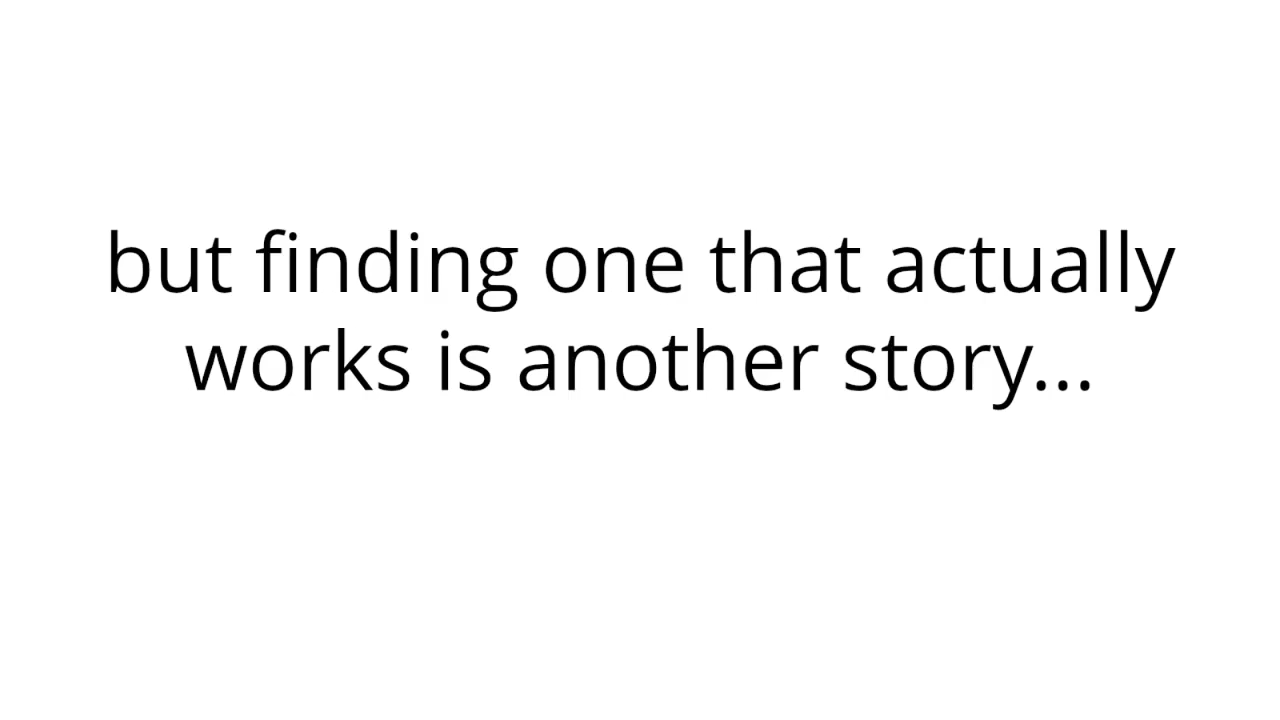 but finding one that actually
works is another story...